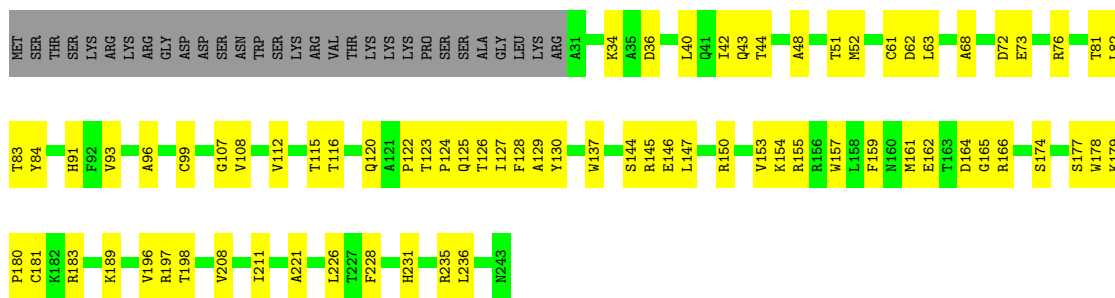 MET SER THR SER LYS LYS ARG GLY ASP ASP SER ASN TRP SER LYS ARG VAL THR LYS LYS LYS PRO SER SER ALA GLY LEU LYS ARG A31 K34 A35 D36 L40 Q41 I42 Q43 T44 A48 T51 M52 C61 D62 L63 A68 D72 E73 R76 T81 L82
T83 Y84 H91 F92 V93 A96 C99 G107 V108 V112 T115 T116 Q120 A121 P122 T123 P124 Q125 T126 I127 F128 A129 Y130 W137 S144 R145 E146 L147 R150 V153 K154 R155 R156 W157 L158 F159 N160 M161 E162 T163 D164 G165 R166 S174 S177 W178 K179
P180 C181 K182 R183 K189 V196 R197 T198 V208 I211 A221 L226 T227 F228 H231 R235 L236 N243